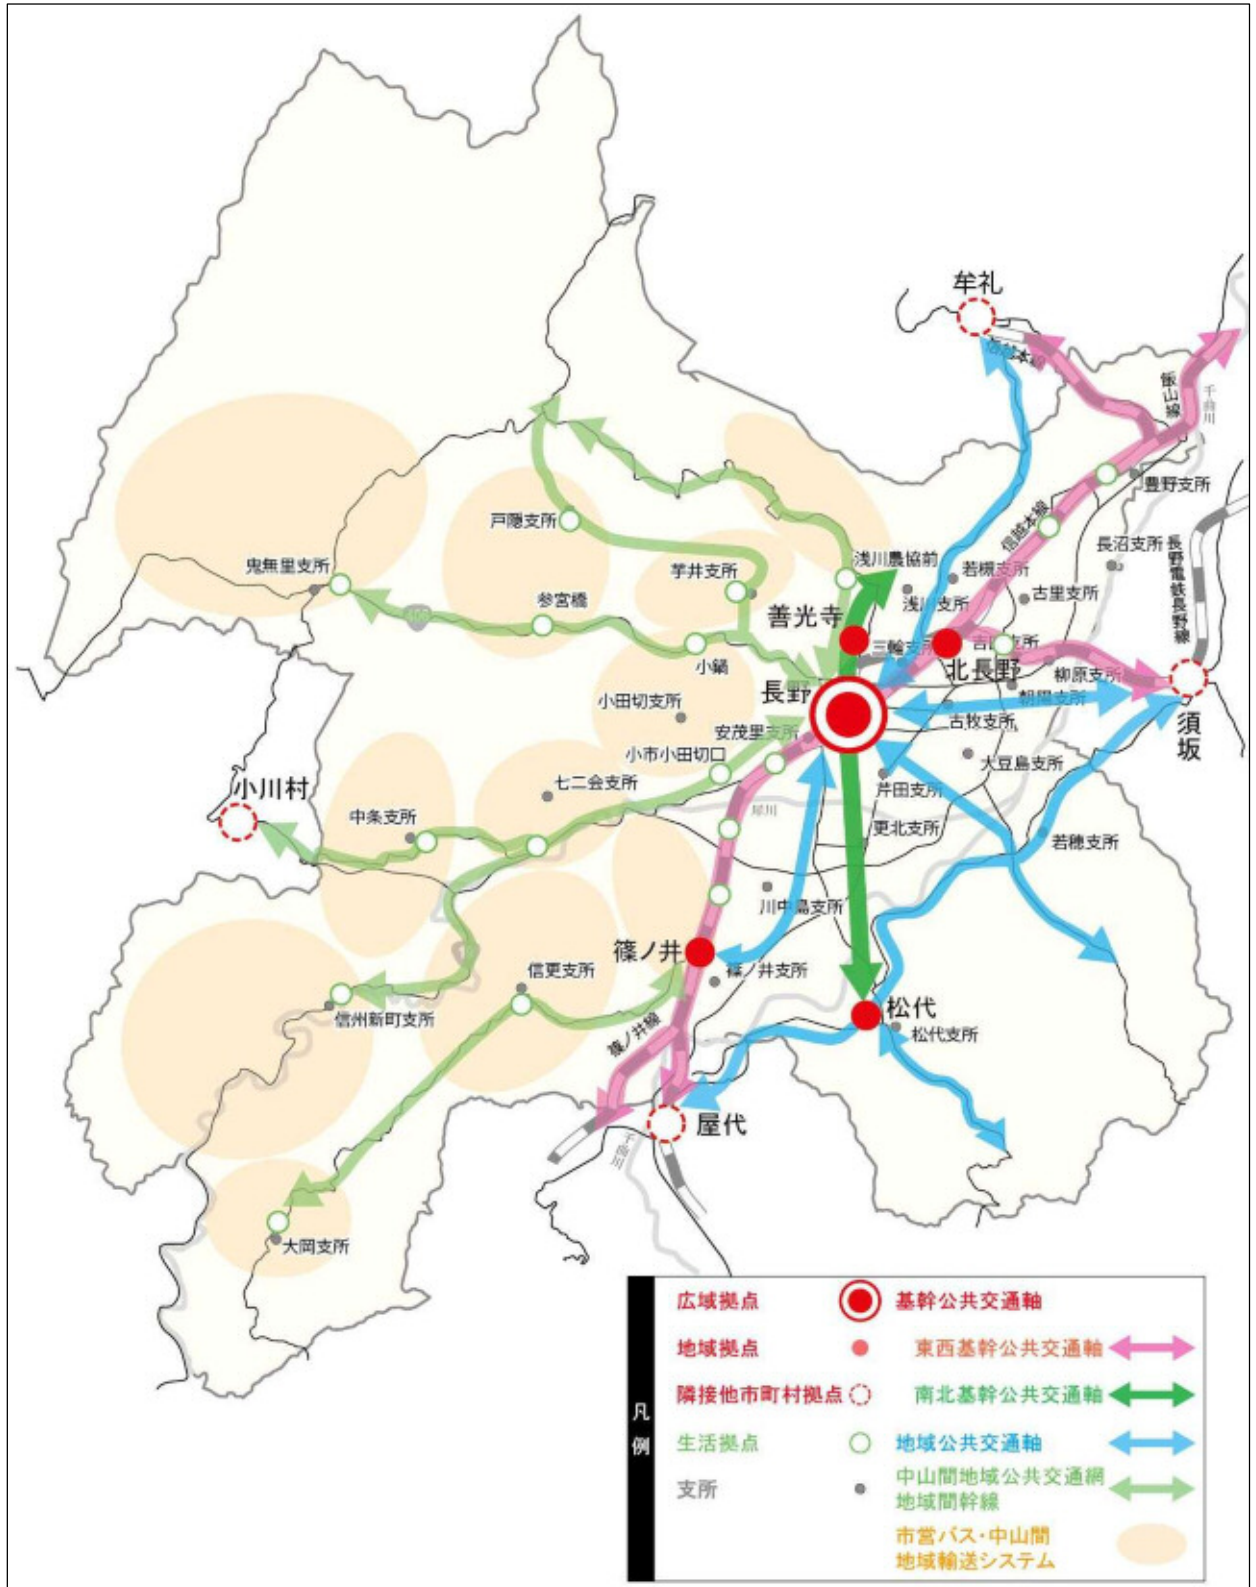 牟礼
信越本線
飯山線
千曲川
豊野支所
戸隠支所
信越本線
長沼支所
長野電鉄長野線
浅川農協前
鬼無里支所
芋井支所
若槻支所
浅川支所
古里支所
参宮橋
善光寺
三輪支所
吉田支所
小鍋
北長野
柳原支所
長野
朝陽支所
小田切支所
古牧支所
須坂
安茂里支所
小市小田切口
大豆島支所
七二会支所
芹田支所
小川村
犀川
中条支所
更北支所
若穂支所
川中島支所
篠ノ井
信更支所
篠ノ井支所
信州新町支所
松代
松代支所
篠ノ井線
屋代
千曲川
大岡支所
凡例
広域拠点
基幹公共交通軸
地域拠点
東西基幹公共交通軸
隣接他市町村拠点
南北基幹公共交通軸
生活拠点
地域公共交通軸
支所
中山間地域公共交通網
地域間幹線
市営バス・中山間
地域輸送システム